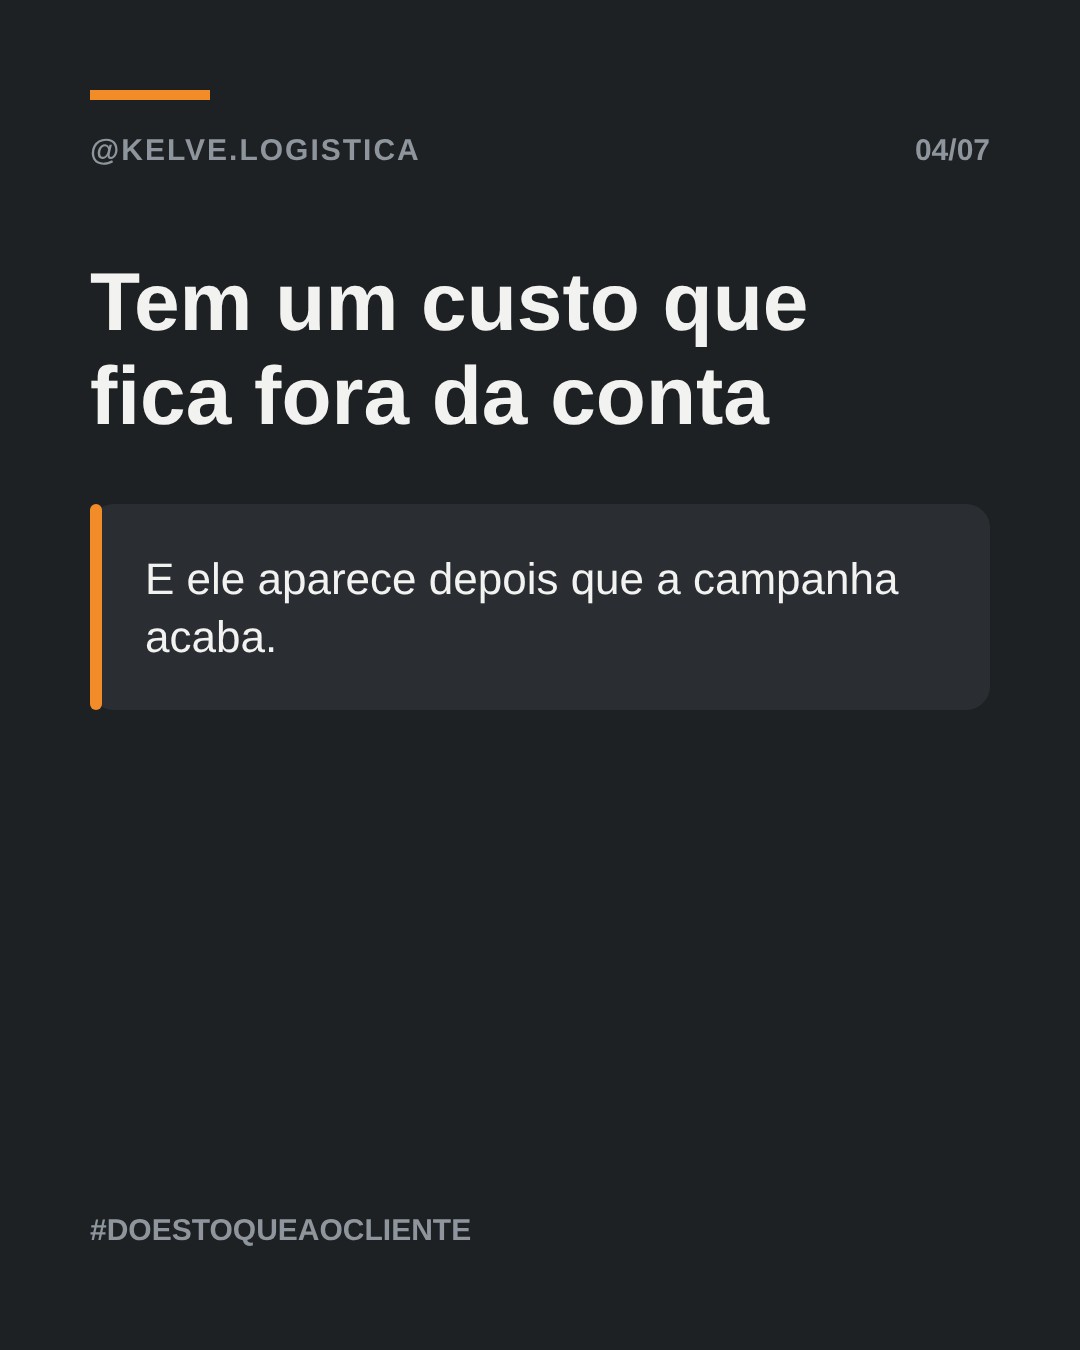 @KELVE.LOGISTICA
04/07
Tem um custo que
fica fora da conta
E ele aparece depois que a campanha
acaba.
#DOESTOQUEAOCLIENTE